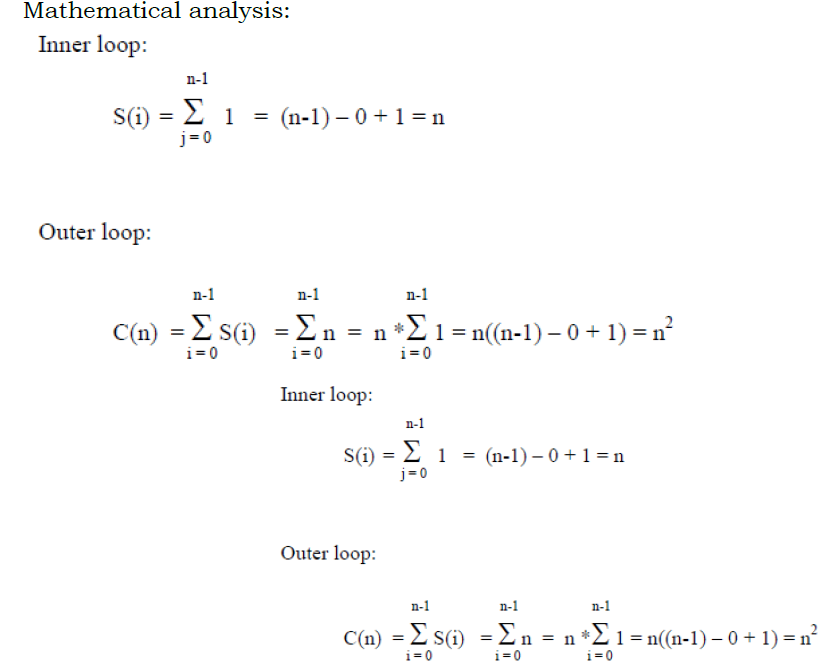 Mathematical analysis:
Inner loop:
n-1
S(i) = ∑ 1 = (n-1) – 0 + 1 = n
j = 0
Outer loop:
n-1 n-1 n-1
C(n) = ∑ S(i) = ∑ n = n * ∑ 1 = n((n-1) – 0 + 1) = n²
i = 0 i = 0 i = 0
Inner loop:
n-1
S(i) = ∑ 1 = (n-1) – 0 + 1 = n
j = 0
Outer loop:
n-1 n-1 n-1
C(n) = ∑ S(i) = ∑ n = n * ∑ 1 = n((n-1) – 0 + 1) = n²
i = 0 i = 0 i = 0